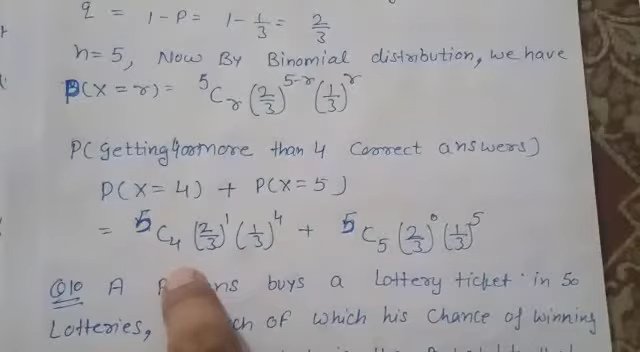 q = 1-P = 1-1/3 = 2/3
n=5, Now By Binomial distribution, we have
P(X=r) = ⁵Cr (2/3)⁵⁻ʳ (1/3)ʳ
P(getting 4 or more than 4 Correct answers)
P(X=4) + P(X=5)
= ⁵C₄ (2/3)¹ (1/3)⁴ + ⁵C₅ (2/3)⁰ (1/3)⁵
Q10 A buys a Lottery ticket in 50
Lotteries, of which his Chance of winning